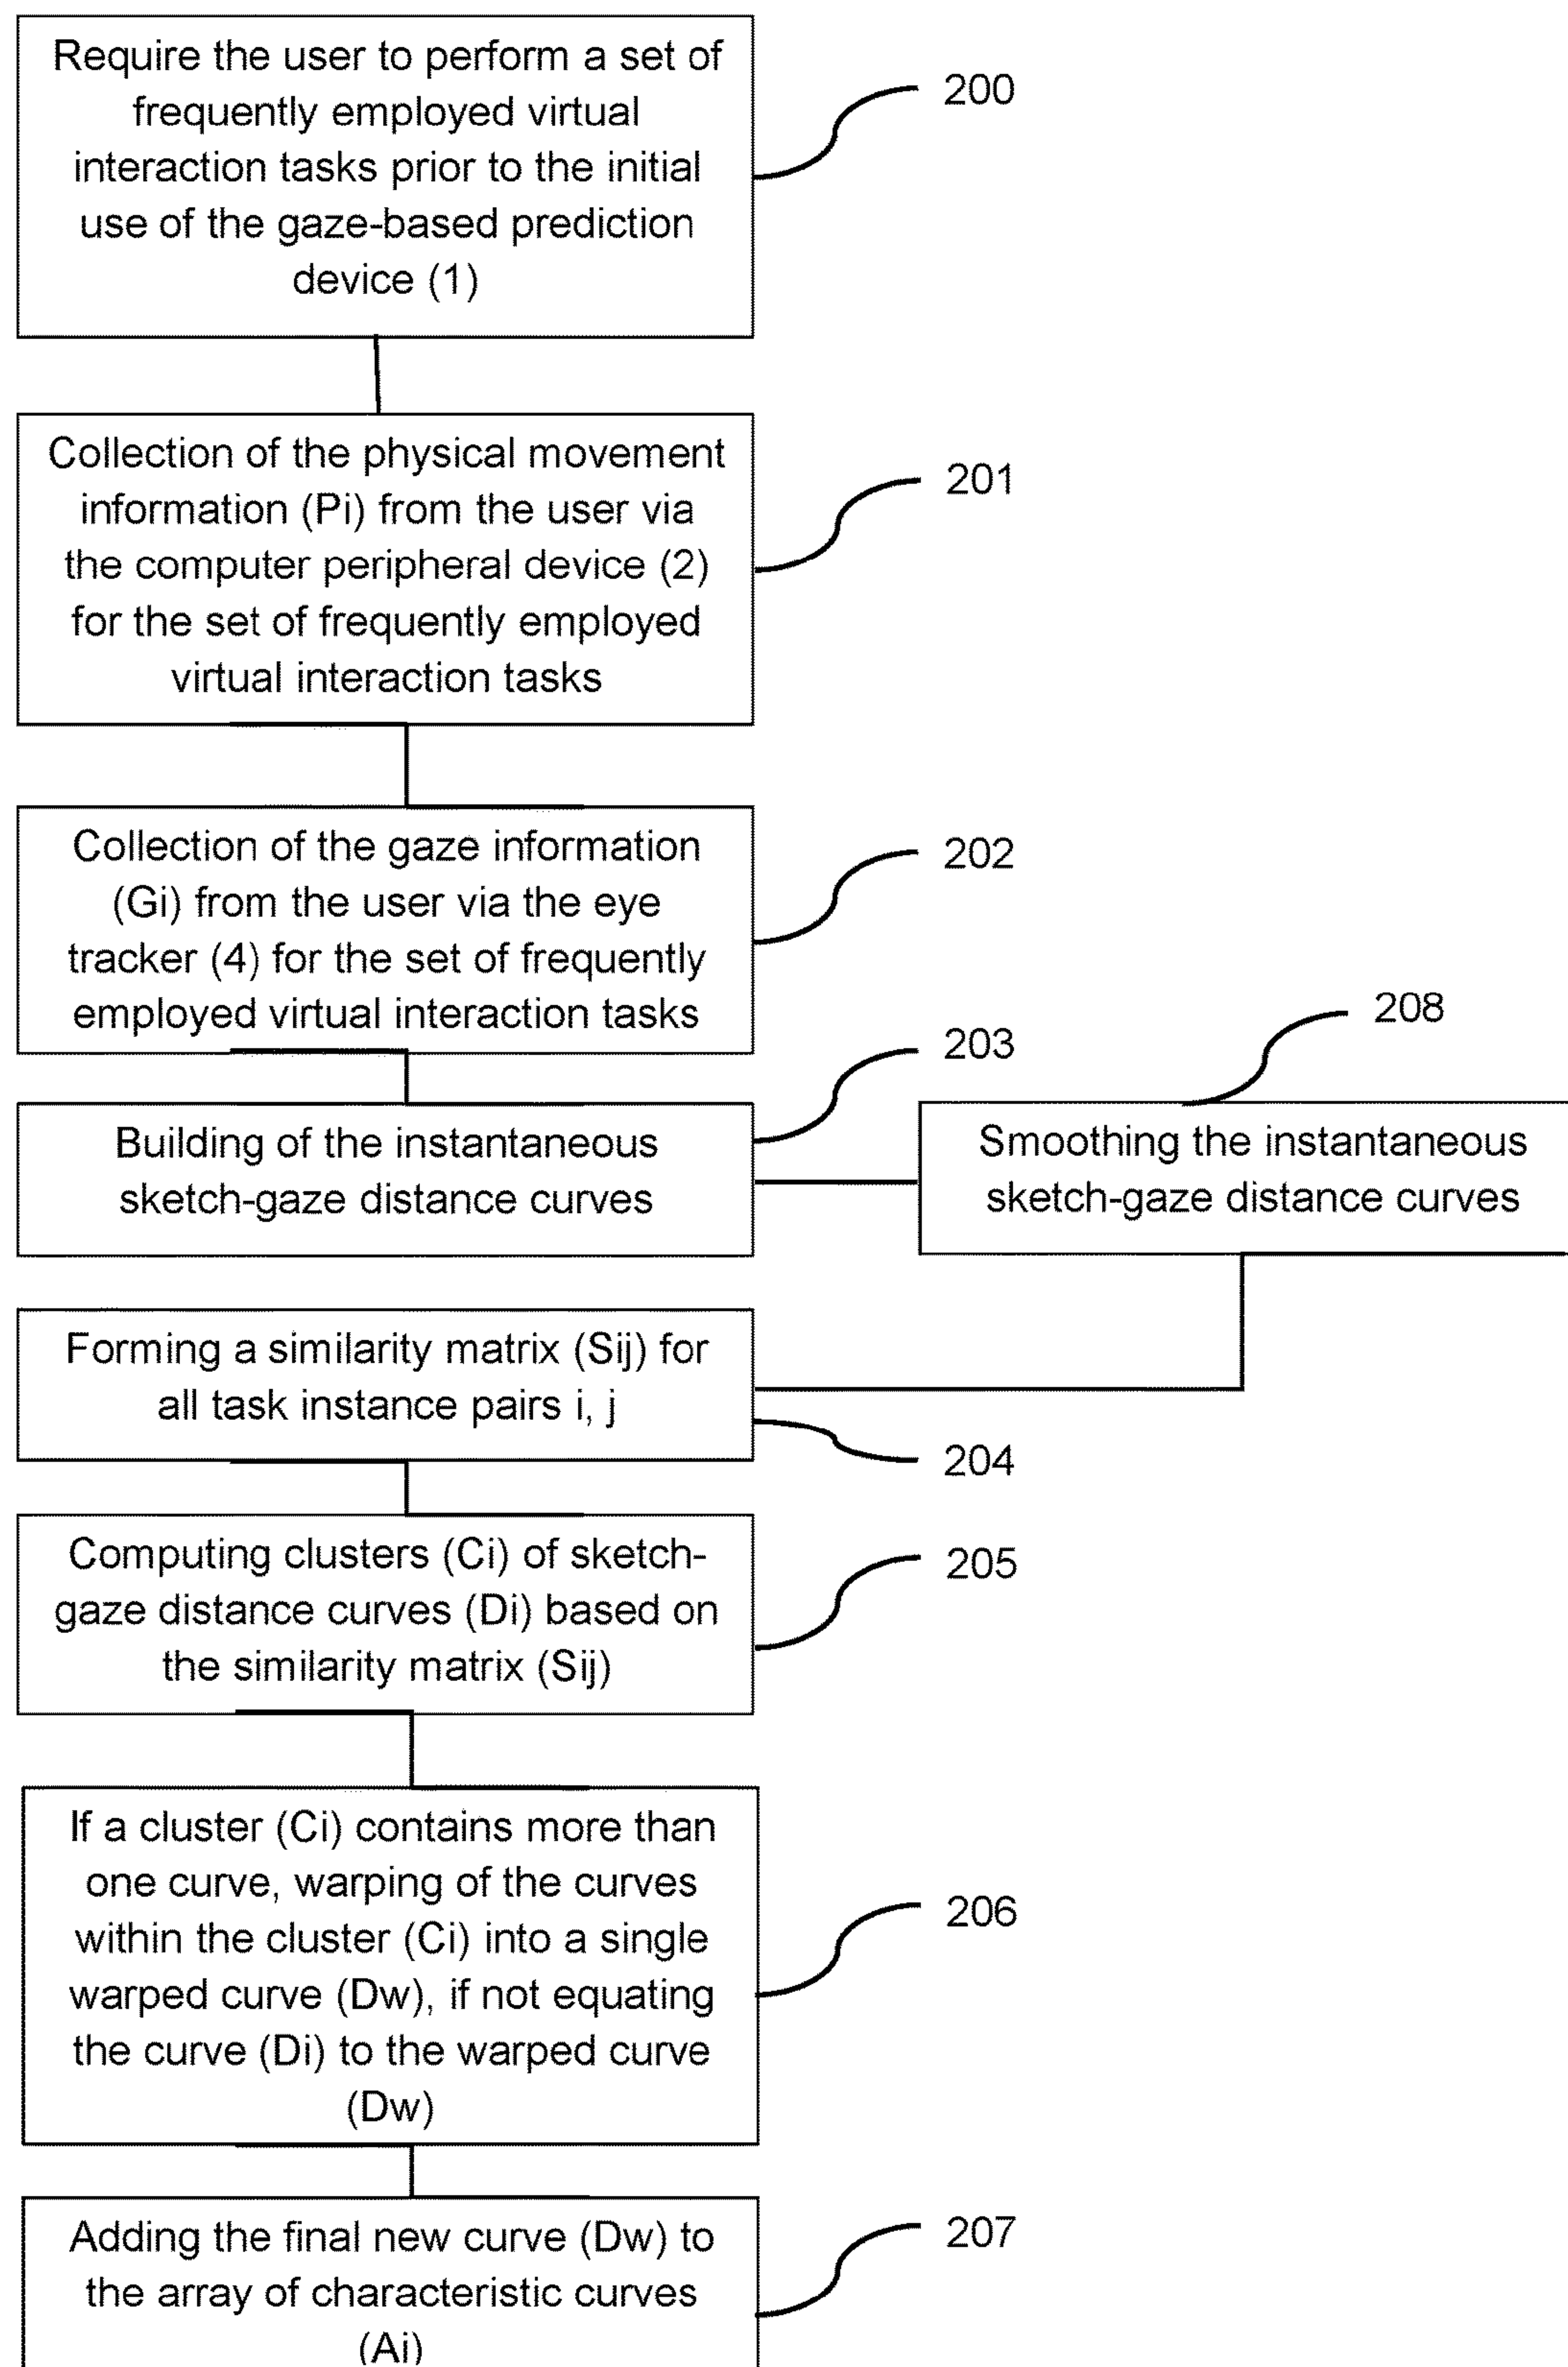 Require the user to perform a set of
frequently employed virtual
interaction tasks prior to the initial
use of the gaze-based prediction
device (1)
200
Collection of the physical movement
information (Pi) from the user via
the computer peripheral device (2)
for the set of frequently employed
virtual interaction tasks
201
Collection of the gaze information
(Gi) from the user via the eye
tracker (4) for the set of frequently
employed virtual interaction tasks
202
Building of the instantaneous
sketch-gaze distance curves
203
Smoothing the instantaneous
sketch-gaze distance curves
208
Forming a similarity matrix (Sij) for
all task instance pairs i, j
204
Computing clusters (Ci) of sketch-
gaze distance curves (Di) based on
the similarity matrix (Sij)
205
If a cluster (Ci) contains more than
one curve, warping of the curves
within the cluster (Ci) into a single
warped curve (Dw), if not equating
the curve (Di) to the warped curve
(Dw)
206
Adding the final new curve (Dw) to
the array of characteristic curves
(Ai)
207